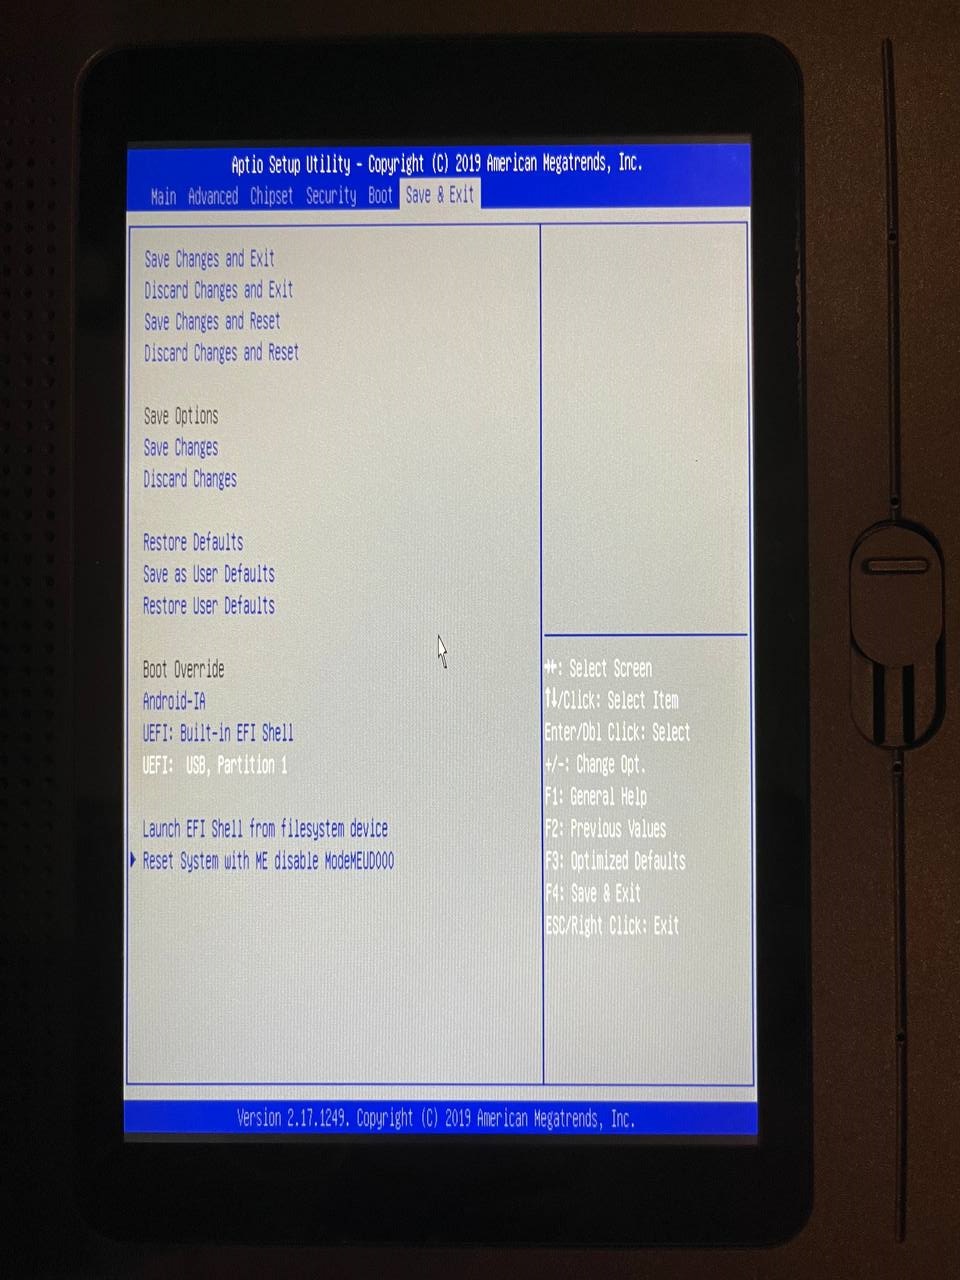 Aptio Setup Utility - Copyright (C) 2019 American Megatrends, Inc.
Main Advanced Chipset Security Boot Save & Exit
Save Changes and Exit
Discard Changes and Exit
Save Changes and Reset
Discard Changes and Reset
Save Options
Save Changes
Discard Changes
Restore Defaults
Save as User Defaults
Restore User Defaults
Boot Override
Android-IA
UEFI: Built-in EFI Shell
UEFI: USB, Partition 1
Launch EFI Shell from filesystem device
Reset System with ME disable ModeMEUD000
→←: Select Screen
↑↓/Click: Select Item
Enter/Dbl Click: Select
+/-: Change Opt.
F1: General Help
F2: Previous Values
F3: Optimized Defaults
F4: Save & Exit
ESC/Right Click: Exit
Version 2.17.1249. Copyright (C) 2019 American Megatrends, Inc.